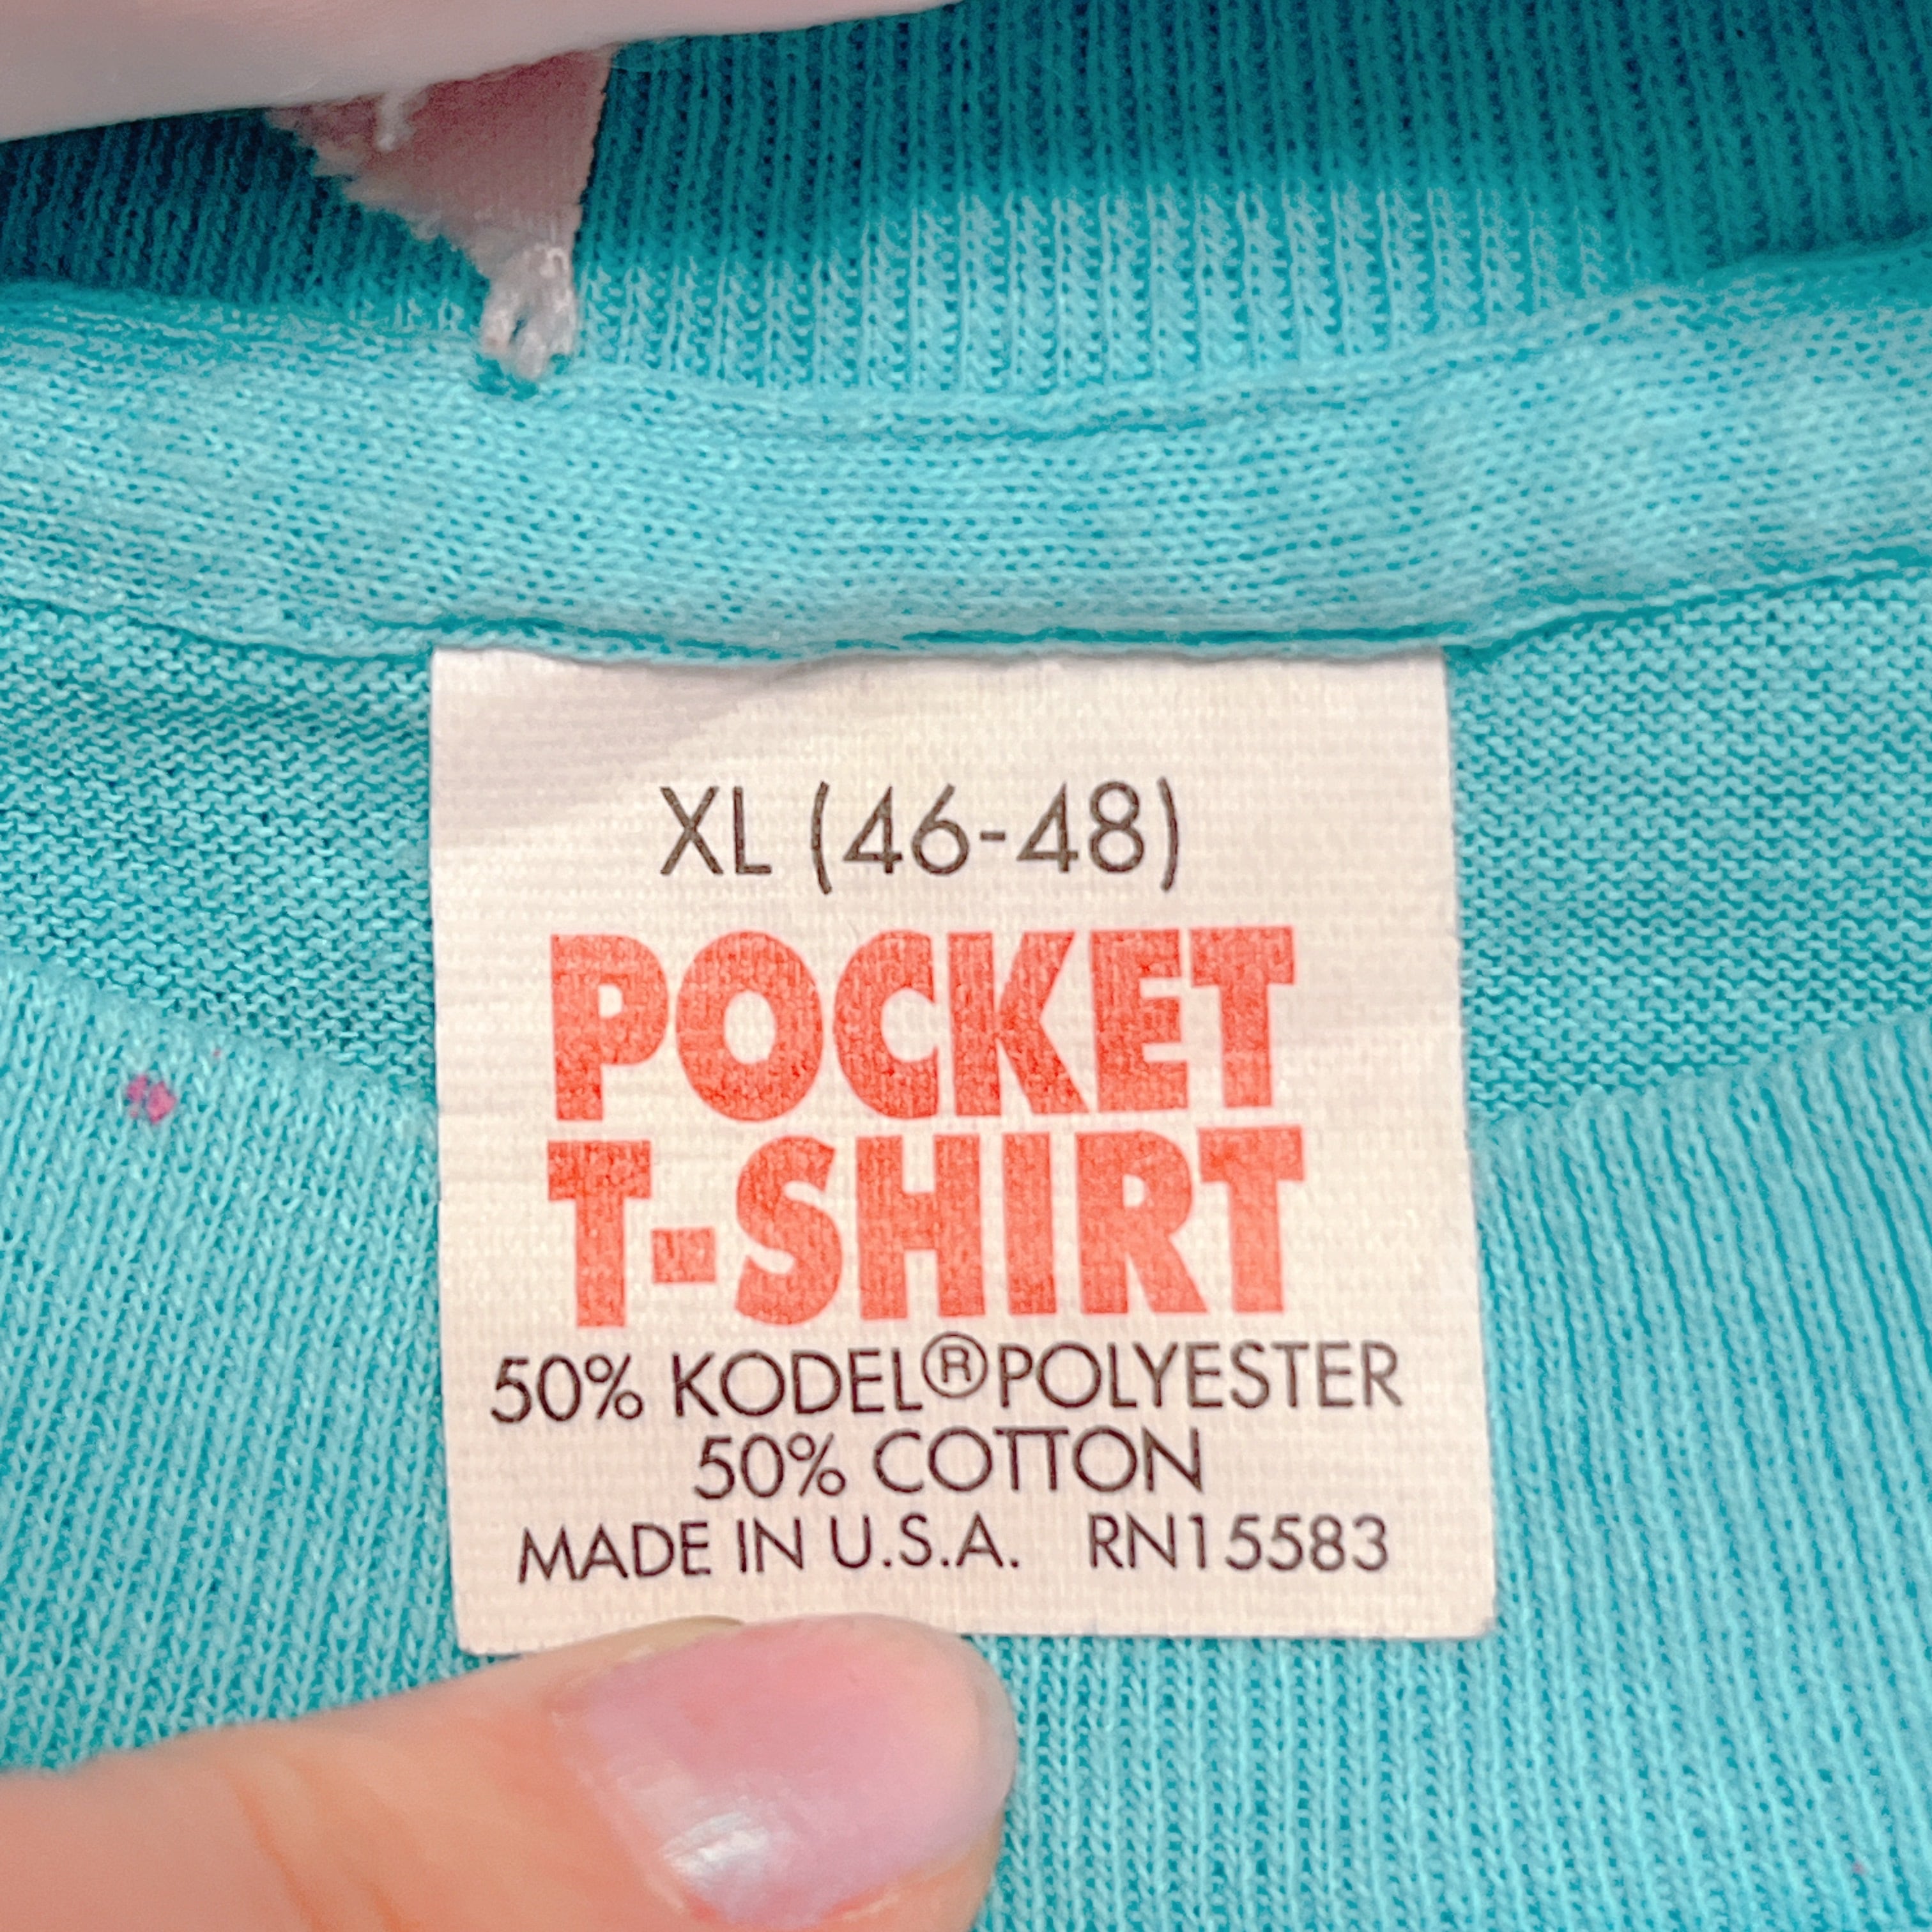 XL (46-48)
POCKET
T-SHIRT
50% KODEL®POLYESTER
50% COTTON
MADE IN U.S.A. RN15583